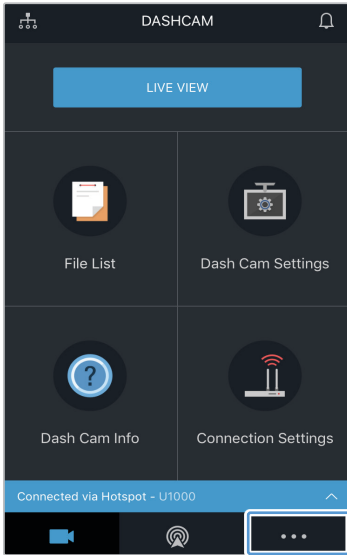 DASHCAM
LIVE VIEW
File List
Dash Cam Settings
Dash Cam Info
Connection Settings
Connected via Hotspot - U1000